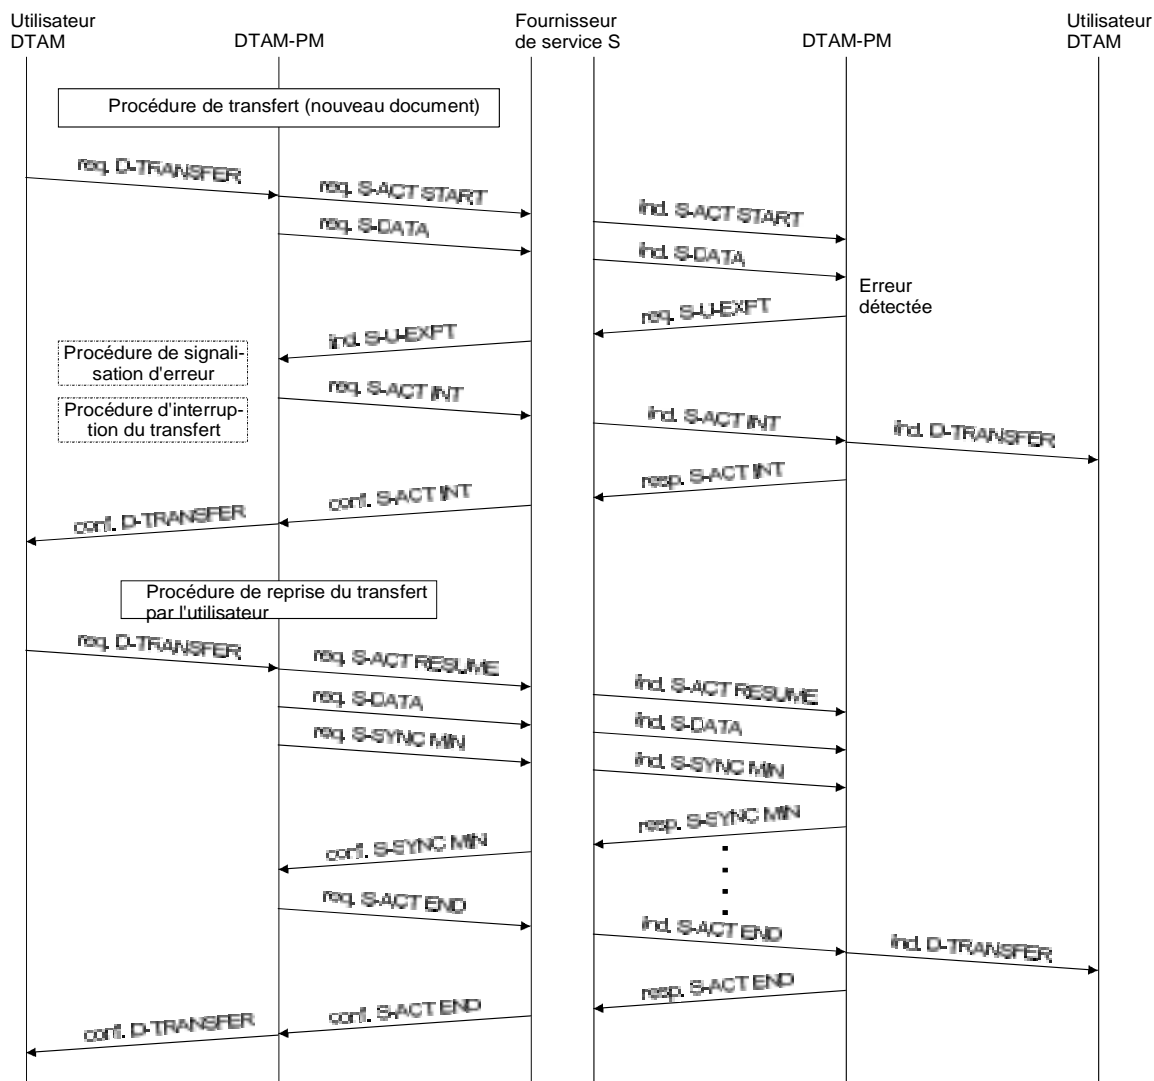 Utilisateur
DTAM
DTAM-PM
Fournisseur
de service S
DTAM-PM
Utilisateur
DTAM
Procédure de transfert (nouveau document)
req. D-TRANSFER
req. S-ACT START
ind. S-ACT START
req. S-DATA
ind. S-DATA
Erreur
détectée
req. S-U-EXPT
ind. S-U-EXPT
Procédure de signali-
sation d'erreur
req. S-ACT INT
Procédure d'interrup-
tion du transfert
ind. S-ACT INT
ind. D-TRANSFER
resp. S-ACT INT
conf. S-ACT INT
conf. D-TRANSFER
Procédure de reprise du transfert
par l'utilisateur
req. D-TRANSFER
req. S-ACT RESUME
ind. S-ACT RESUME
req. S-DATA
ind. S-DATA
req. S-SYNC MIN
ind. S-SYNC MIN
resp. S-SYNC MIN
conf. S-SYNC MIN
req. S-ACT END
ind. S-ACT END
ind. D-TRANSFER
resp. S-ACT END
conf. S-ACT END
conf. D-TRANSFER